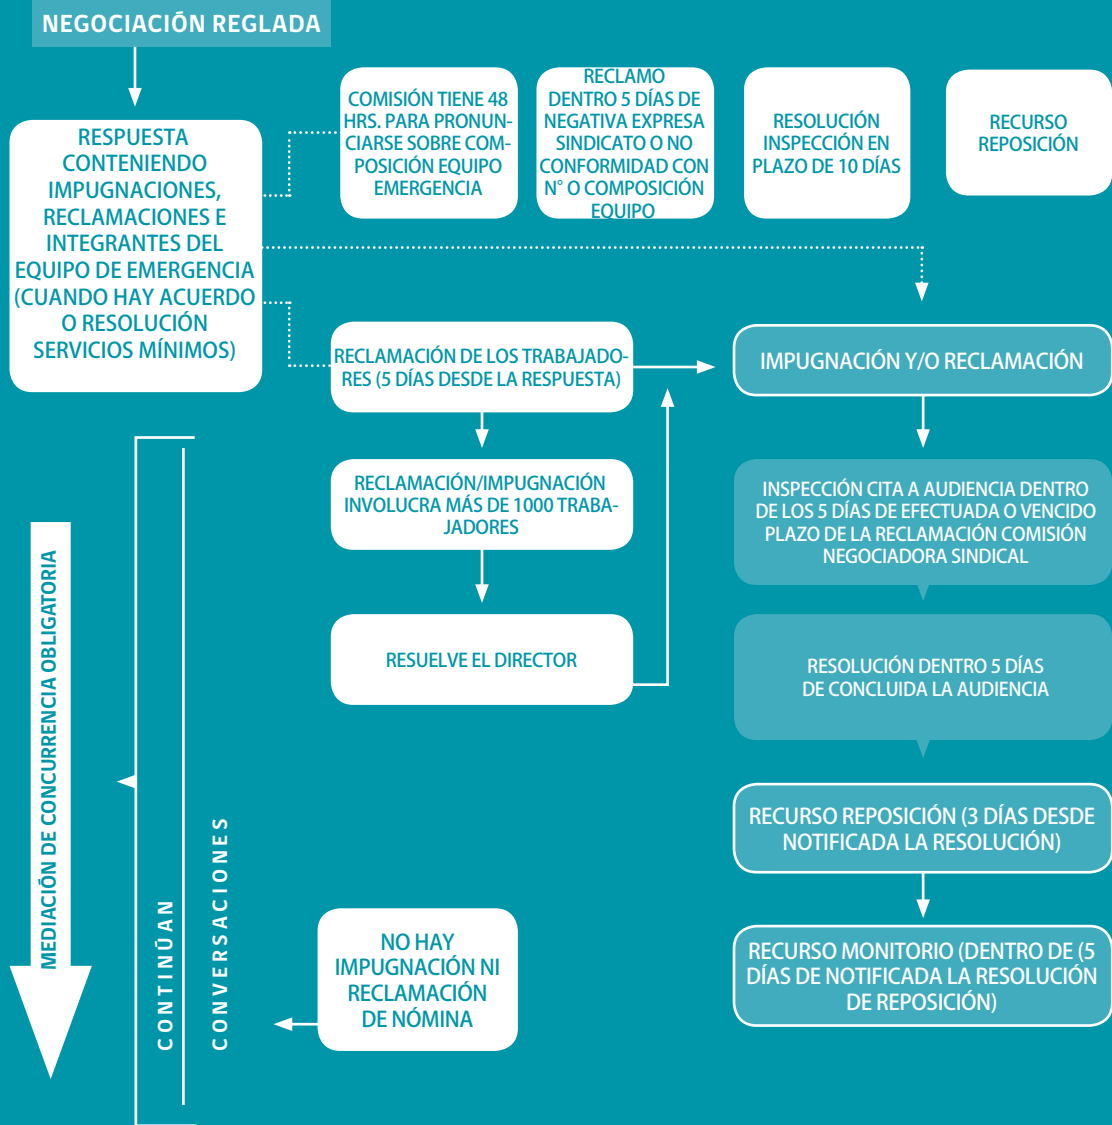 NEGOCIACIÓN REGLADA
RESPUESTA
CONTENIENDO
IMPUGNACIONES,
RECLAMACIONES E
INTEGRANTES DEL
EQUIPO DE EMERGENCIA
(CUANDO HAY ACUERDO
O RESOLUCIÓN
SERVICIOS MÍNIMOS)
COMISIÓN TIENE 48
HRS. PARA PRONUN-
CIARSE SOBRE COM-
POSICIÓN EQUIPO
EMERGENCIA
RECLAMO
DENTRO 5 DÍAS DE
NEGATIVA EXPRESA
SINDICATO O NO
CONFORMIDAD CON
N° O COMPOSICIÓN
EQUIPO
RESOLUCIÓN
INSPECCIÓN EN
PLAZO DE 10 DÍAS
RECURSO
REPOSICIÓN
RECLAMACIÓN DE LOS TRABAJADO-
RES (5 DÍAS DESDE LA RESPUESTA)
IMPUGNACIÓN Y/O RECLAMACIÓN
RECLAMACIÓN/IMPUGNACIÓN
INVOLUCRA MÁS DE 1000 TRABA-
JADORES
INSPECCIÓN CITA A AUDIENCIA DENTRO
DE LOS 5 DÍAS DE EFECTUADA O VENCIDO
PLAZO DE LA RECLAMACIÓN COMISIÓN
NEGOCIADORA SINDICAL
RESUELVE EL DIRECTOR
RESOLUCIÓN DENTRO 5 DÍAS
DE CONCLUIDA LA AUDIENCIA
RECURSO REPOSICIÓN (3 DÍAS DESDE
NOTIFICADA LA RESOLUCIÓN)
RECURSO MONITORIO (DENTRO DE (5
DÍAS DE NOTIFICADA LA RESOLUCIÓN
DE REPOSICIÓN)
MEDIACIÓN DE CONCURRENCIA OBLIGATORIA
CONTINÚAN
CONVERSACIONES
NO HAY
IMPUGNACIÓN NI
RECLAMACIÓN
DE NÓMINA